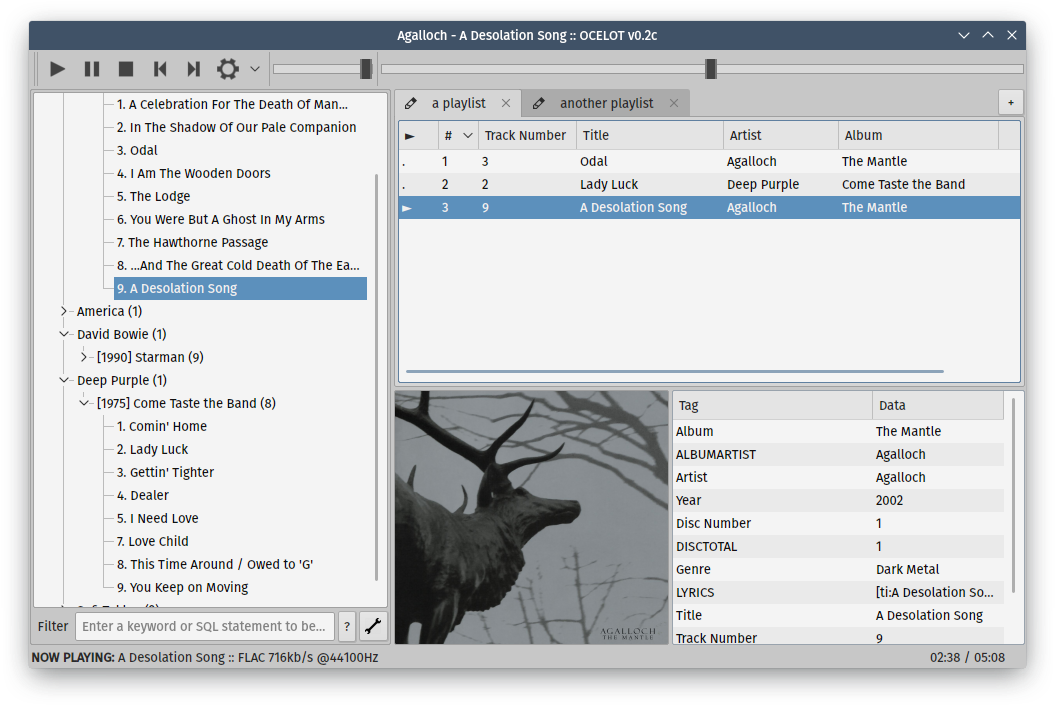 Agalloch - A Desolation Song :: OCELOT v0.2c
1. A Celebration For The Death Of Man...
2. In The Shadow Of Our Pale Companion
3. Odal
4. I Am The Wooden Doors
5. The Lodge
6. You Were But A Ghost In My Arms
7. The Hawthorne Passage
8. ...And The Great Cold Death Of The Ea...
9. A Desolation Song
America (1)
David Bowie (1)
[1990] Starman (9)
Deep Purple (1)
[1975] Come Taste the Band (8)
1. Comin' Home
2. Lady Luck
3. Gettin' Tighter
4. Dealer
5. I Need Love
7. Love Child
8. This Time Around / Owed to 'G'
9. You Keep on Moving
Filter Enter a keyword or SQL statement to be... ?
a playlist another playlist +
# Track Number Title Artist Album
. 1 3 Odal Agalloch The Mantle
. 2 2 Lady Luck Deep Purple Come Taste the Band
3 9 A Desolation Song Agalloch The Mantle
AGALLOCH
THE MANTLE
Tag Data
Album The Mantle
ALBUMARTIST Agalloch
Artist Agalloch
Year 2002
Disc Number 1
DISCTOTAL 1
Genre Dark Metal
LYRICS [ti:A Desolation So...
Title A Desolation Song
Track Number 9
NOW PLAYING: A Desolation Song :: FLAC 716kb/s @44100Hz 02:38 / 05:08